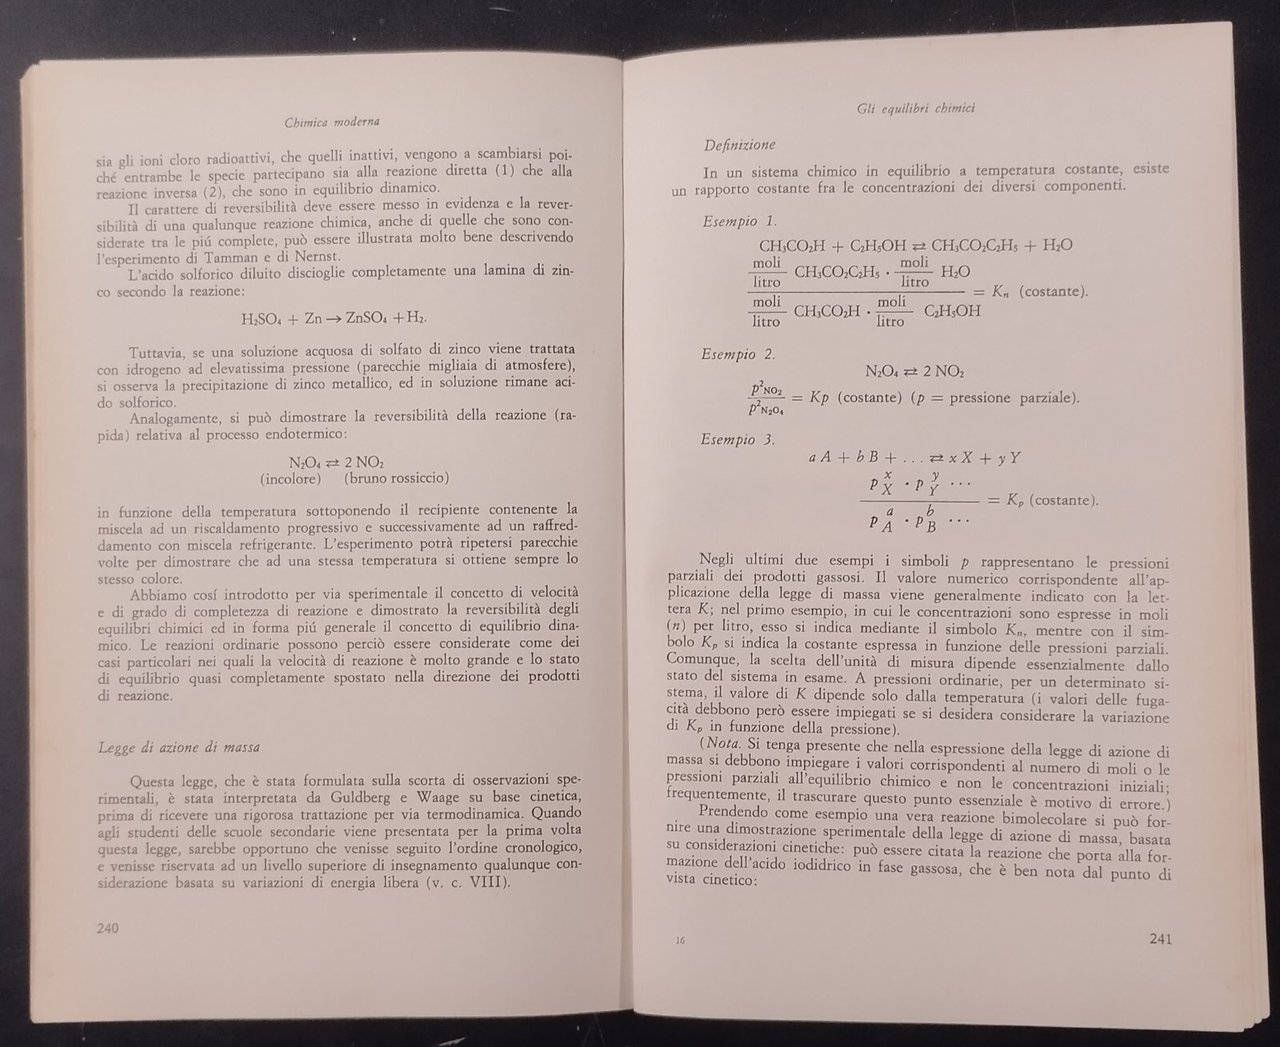 Chimica moderna
sia gli ioni cloro radioattivi, che quelli inattivi, vengono a scambiarsi poi-
ché entrambe le specie partecipano sia alla reazione diretta (1) che alla
reazione inversa (2), che sono in equilibrio dinamico.
Il carattere di reversibilità deve essere messo in evidenza e la rever-
sibilità di una qualunque reazione chimica, anche di quelle che sono con-
siderate tra le piú complete, può essere illustrata molto bene descrivendo
l'esperimento di Tamman e di Nernst.
L'acido solforico diluito discioglie completamente una lamina di zin-
co secondo la reazione:
H₂SO₄ + Zn → ZnSO₄ + H₂.
Tuttavia, se una soluzione acquosa di solfato di zinco viene trattata
con idrogeno ad elevatissima pressione (parecchie migliaia di atmosfere),
si osserva la precipitazione di zinco metallico, ed in soluzione rimane aci-
do solforico.
Analogamente, si può dimostrare la reversibilità della reazione (ra-
pida) relativa al processo endotermico:
N₂O₄ ⇄ 2 NO₂
(incolore) (bruno rossiccio)
in funzione della temperatura sottoponendo il recipiente contenente la
miscela ad un riscaldamento progressivo e successivamente ad un raffred-
damento con miscela refrigerante. L'esperimento potrà ripetersi parecchie
volte per dimostrare che ad una stessa temperatura si ottiene sempre lo
stesso colore.
Abbiamo cosí introdotto per via sperimentale il concetto di velocità
e di grado di completezza di reazione e dimostrato la reversibilità degli
equilibri chimici ed in forma piú generale il concetto di equilibrio dina-
mico. Le reazioni ordinarie possono perciò essere considerate come dei
casi particolari nei quali la velocità di reazione è molto grande e lo stato
di equilibrio quasi completamente spostato nella direzione dei prodotti
di reazione.
Legge di azione di massa
Questa legge, che è stata formulata sulla scorta di osservazioni spe-
rimentali, è stata interpretata da Guldberg e Waage su base cinetica,
prima di ricevere una rigorosa trattazione per via termodinamica. Quando
agli studenti delle scuole secondarie viene presentata per la prima volta
questa legge, sarebbe opportuno che venisse seguito l'ordine cronologico,
e venisse riservata ad un livello superiore di insegnamento qualunque con-
siderazione basata su variazioni di energia libera (v. c. VIII).
240
Gli equilibri chimici
Definizione
In un sistema chimico in equilibrio a temperatura costante, esiste
un rapporto costante fra le concentrazioni dei diversi componenti.
Esempio 1.
CH₃CO₂H + C₂H₅OH ⇄ CH₃CO₂C₂H₅ + H₂O
moli moli
CH₃CO₂C₂H₅ · H₂O
litro litro
= Kₙ (costante).
moli moli
CH₃CO₂H · C₂H₅OH
litro litro
Esempio 2.
N₂O₄ ⇄ 2 NO₂
p²NO₂
= Kp (costante) (p = pressione parziale).
p²N₂O₄
Esempio 3.
a A + b B + . . . ⇄ x X + y Y
x y
p X · p Y ...
= Kₚ (costante).
a b
p A · p B ...
Negli ultimi due esempi i simboli p rappresentano le pressioni
parziali dei prodotti gassosi. Il valore numerico corrispondente all'ap-
plicazione della legge di massa viene generalmente indicato con la let-
tera K; nel primo esempio, in cui le concentrazioni sono espresse in moli
(n) per litro, esso si indica mediante il simbolo Kₙ, mentre con il sim-
bolo Kₚ si indica la costante espressa in funzione delle pressioni parziali.
Comunque, la scelta dell'unità di misura dipende essenzialmente dallo
stato del sistema in esame. A pressioni ordinarie, per un determinato si-
stema, il valore di K dipende solo dalla temperatura (i valori delle fuga-
cità debbono però essere impiegati se si desidera considerare la variazione
di Kₚ in funzione della pressione).
(Nota. Si tenga presente che nella espressione della legge di azione di
massa si debbono impiegare i valori corrispondenti al numero di moli o le
pressioni parziali all'equilibrio chimico e non le concentrazioni iniziali;
frequentemente, il trascurare questo punto essenziale è motivo di errore.)
Prendendo come esempio una vera reazione bimolecolare si può for-
nire una dimostrazione sperimentale della legge di azione di massa, basata
su considerazioni cinetiche: può essere citata la reazione che porta alla for-
mazione dell'acido iodidrico in fase gassosa, che è ben nota dal punto di
vista cinetico:
16
241